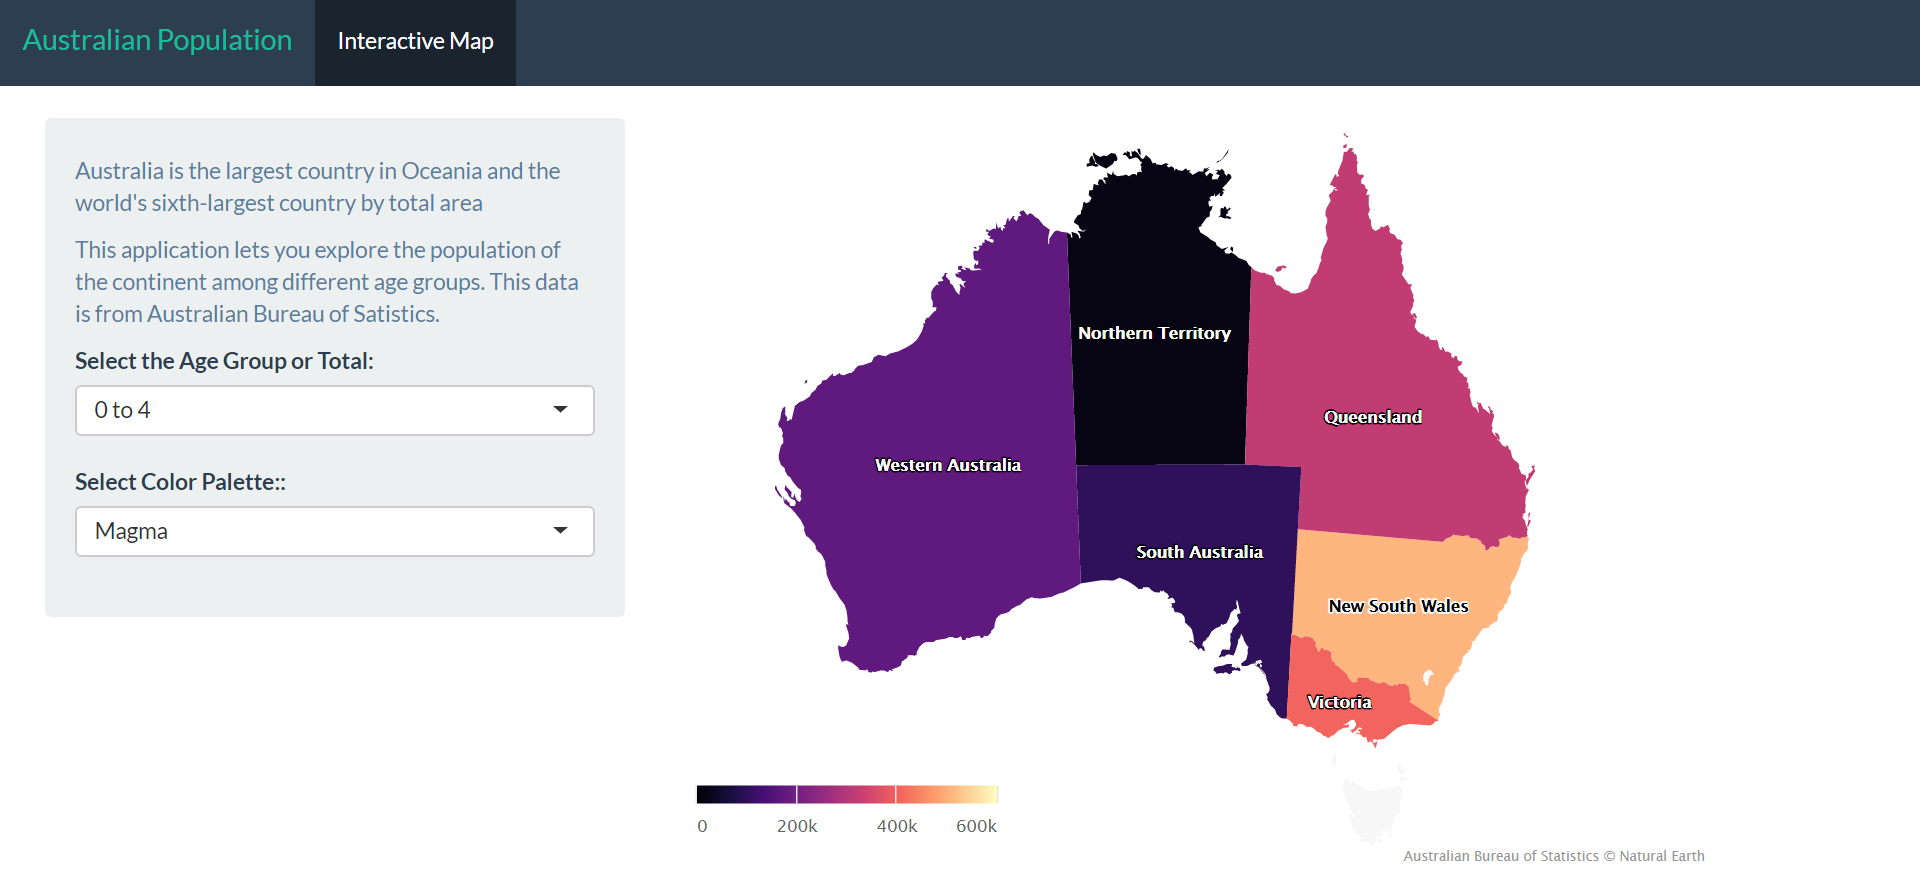 Australian Population
Interactive Map
Australia is the largest country in Oceania and the
world's sixth-largest country by total area
This application lets you explore the population of
the continent among different age groups. This data
is from Australian Bureau of Satistics.
Select the Age Group or Total:
0 to 4
Select Color Palette::
Magma
Northern Territory
Queensland
Western Australia
South Australia
New South Wales
Victoria
0 200k 400k 600k
Australian Bureau of Statistics © Natural Earth